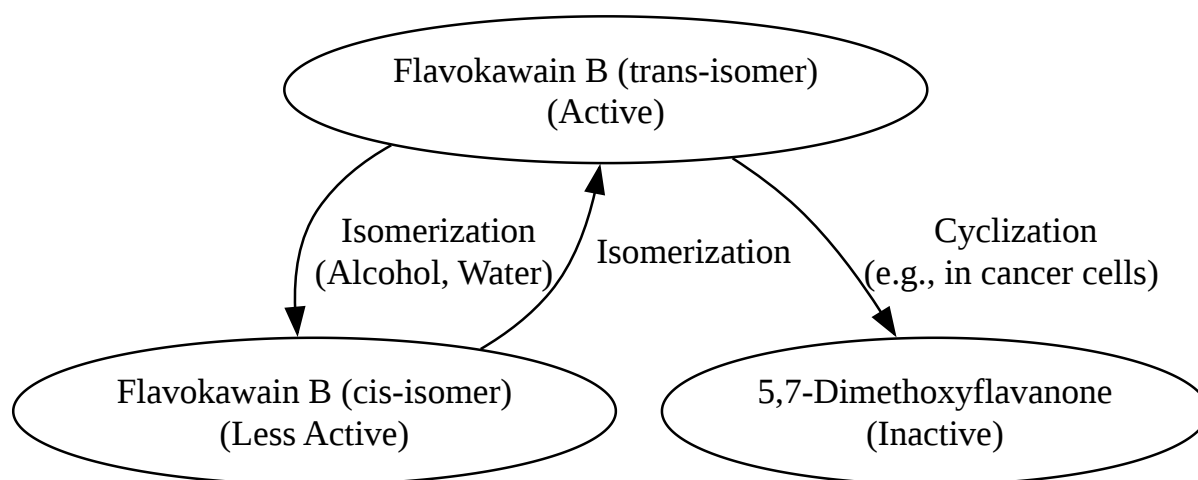 Flavokawain B (trans-isomer)
(Active)
Isomerization
(Alcohol, Water)
Isomerization
Cyclization
(e.g., in cancer cells)
Flavokawain B (cis-isomer)
(Less Active)
5,7-Dimethoxyflavanone
(Inactive)